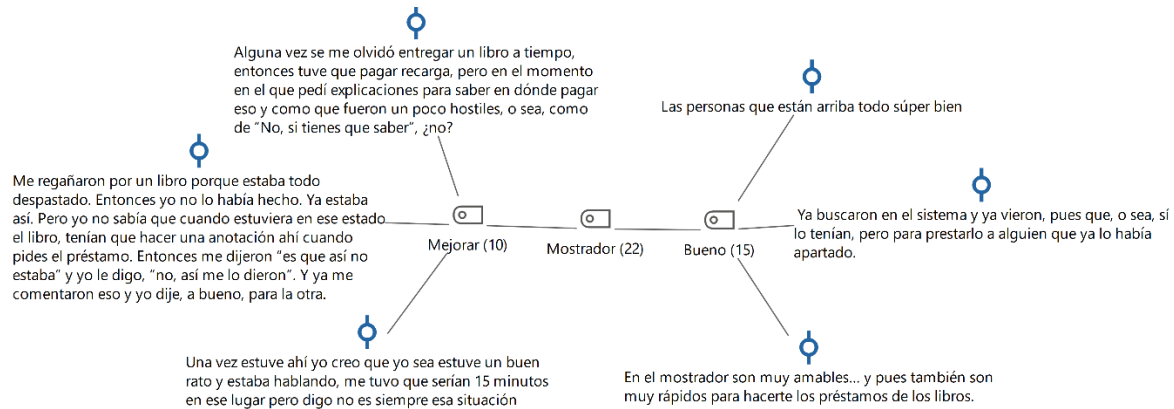 Alguna vez se me olvidó entregar un libro a tiempo,
entonces tuve que pagar recarga, pero en el momento
en el que pedí explicaciones para saber en dónde pagar
eso y como que fueron un poco hostiles, o sea, como
de "No, si tienes que saber", ¿no?
Las personas que están arriba todo súper bien
Me regañaron por un libro porque estaba todo
despastado. Entonces yo no lo había hecho. Ya estaba
así. Pero yo no sabía que cuando estuviera en ese estado
el libro, tenían que hacer una anotación ahí cuando
pides el préstamo. Entonces me dijeron "es que así no
estaba" y yo le digo, "no, así me lo dieron". Y ya me
comentaron eso y yo dije, a bueno, para la otra.
Mejorar (10)
Mostrador (22)
Bueno (15)
Ya buscaron en el sistema y ya vieron, pues que, o sea, sí
lo tenían, pero para prestarlo a alguien que ya lo había
apartado.
Una vez estuve ahí yo creo que yo sea estuve un buen
rato y estaba hablando, me tuvo que serían 15 minutos
en ese lugar pero digo no es siempre esa situación
En el mostrador son muy amables... y pues también son
muy rápidos para hacerte los préstamos de los libros.